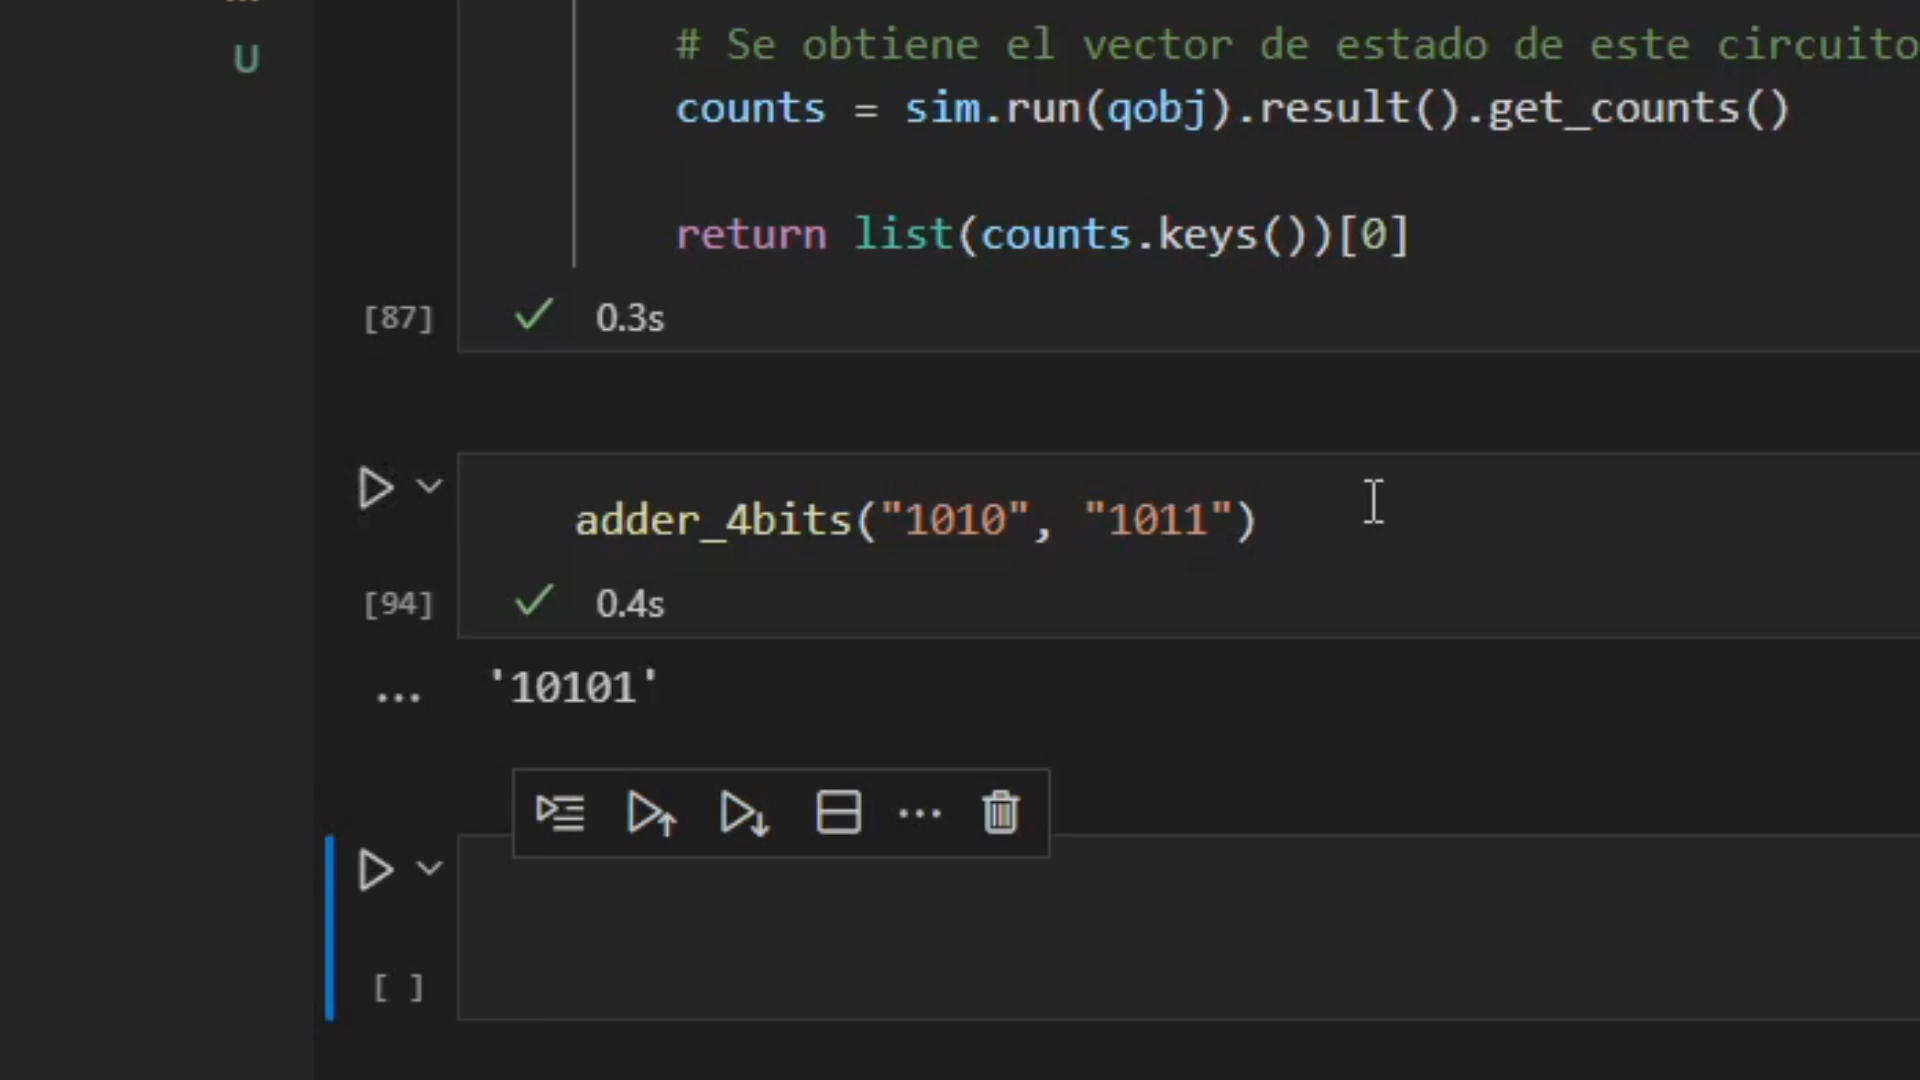 U
# Se obtiene el vector de estado de este circuito
counts = sim.run(qobj).result().get_counts()
return list(counts.keys())[0]
[87]
0.3s
adder_4bits("1010", "1011")
[94]
0.4s
... '10101'
...
[ ]